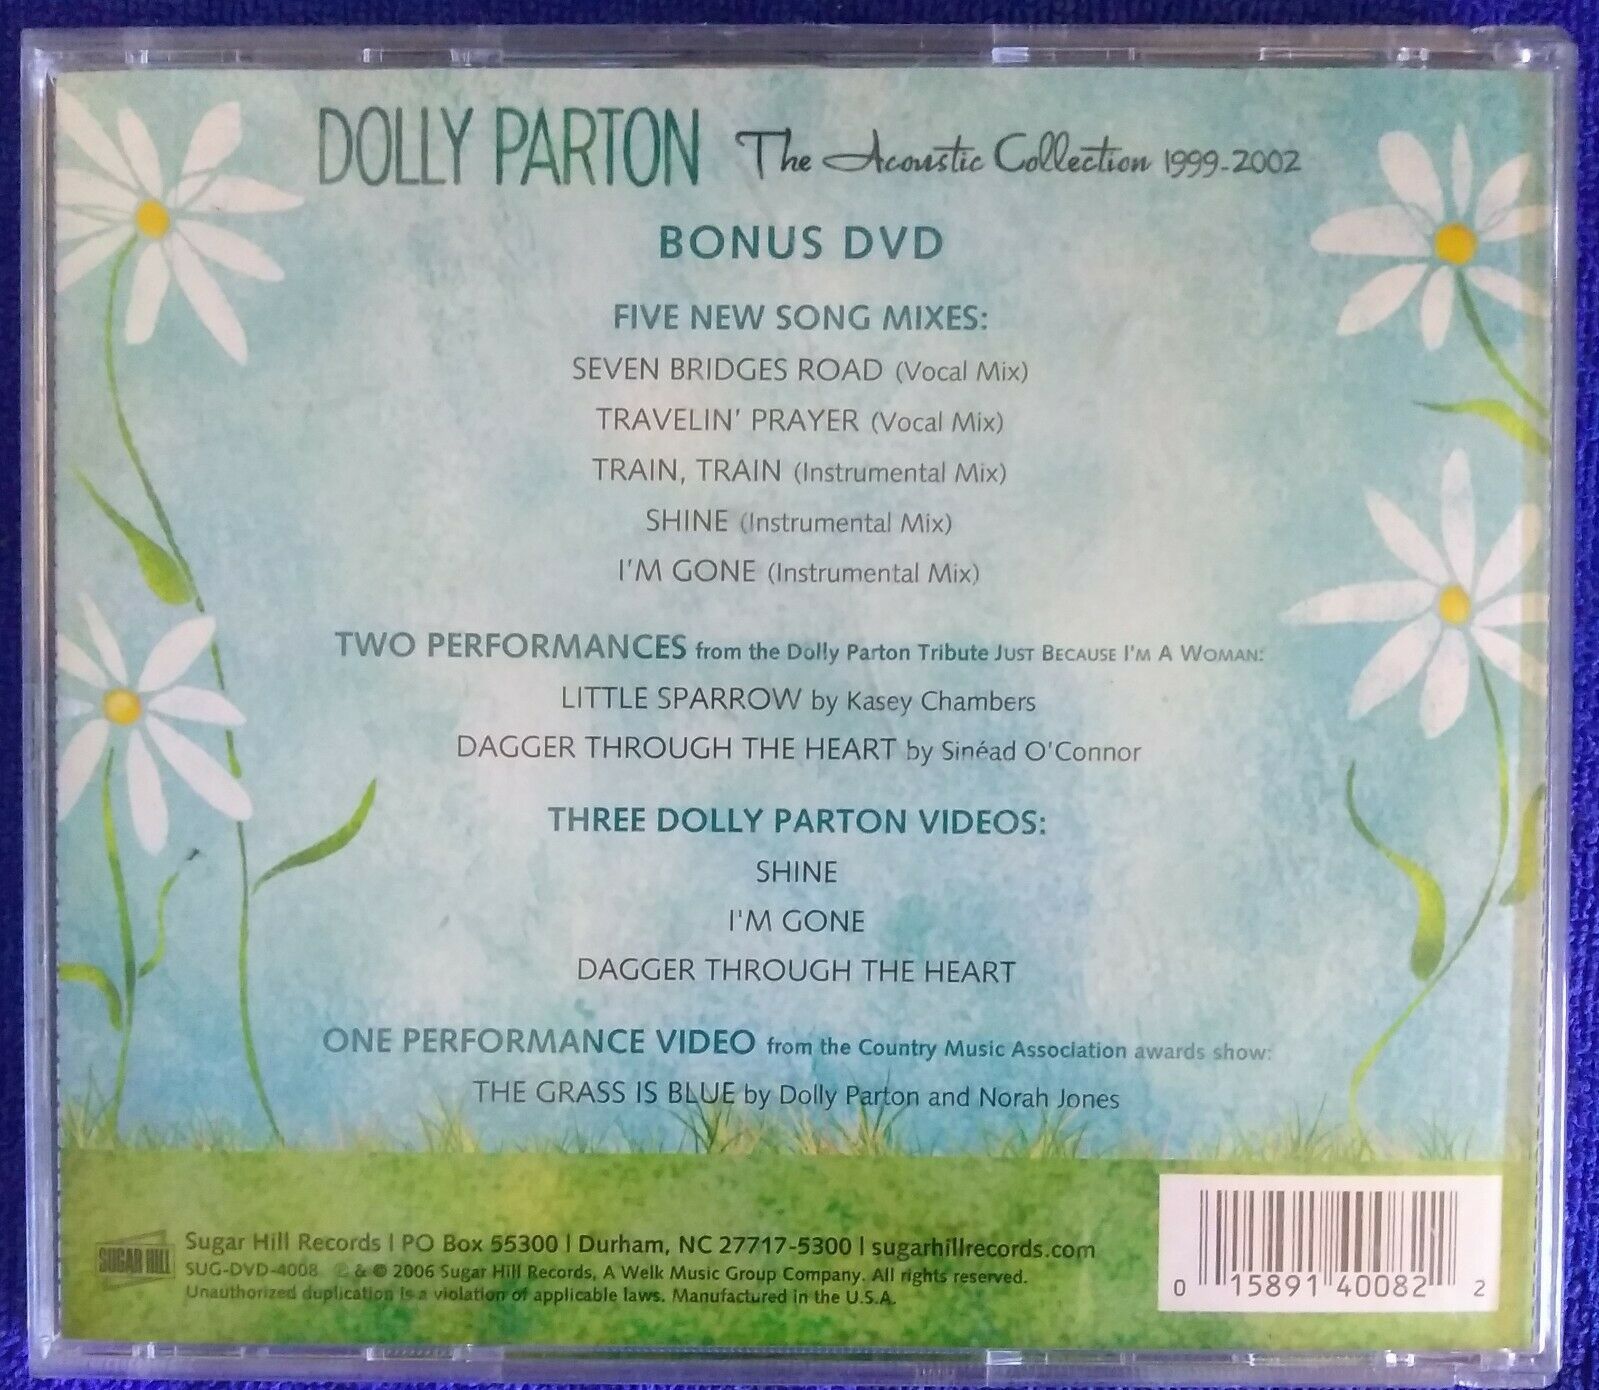 DOLLY PARTON The Acoustic Collection 1999-2002
BONUS DVD
FIVE NEW SONG MIXES:
SEVEN BRIDGES ROAD (Vocal Mix)
TRAVELIN' PRAYER (Vocal Mix)
TRAIN, TRAIN (Instrumental Mix)
SHINE (Instrumental Mix)
I'M GONE (Instrumental Mix)
TWO PERFORMANCES from the Dolly Parton Tribute JUST BECAUSE I'M A WOMAN:
LITTLE SPARROW by Kasey Chambers
DAGGER THROUGH THE HEART by Sinéad O'Connor
THREE DOLLY PARTON VIDEOS:
SHINE
I'M GONE
DAGGER THROUGH THE HEART
ONE PERFORMANCE VIDEO from the Country Music Association awards show:
THE GRASS IS BLUE by Dolly Parton and Norah Jones
SUGAR HILL
Sugar Hill Records | PO Box 55300 | Durham, NC 27717-5300 | sugarhillrecords.com
SUG-DVD-4008 ℗ & © 2006 Sugar Hill Records, A Welk Music Group Company. All rights reserved.
Unauthorized duplication is a violation of applicable laws. Manufactured in the U.S.A.
0 15891 40082 2